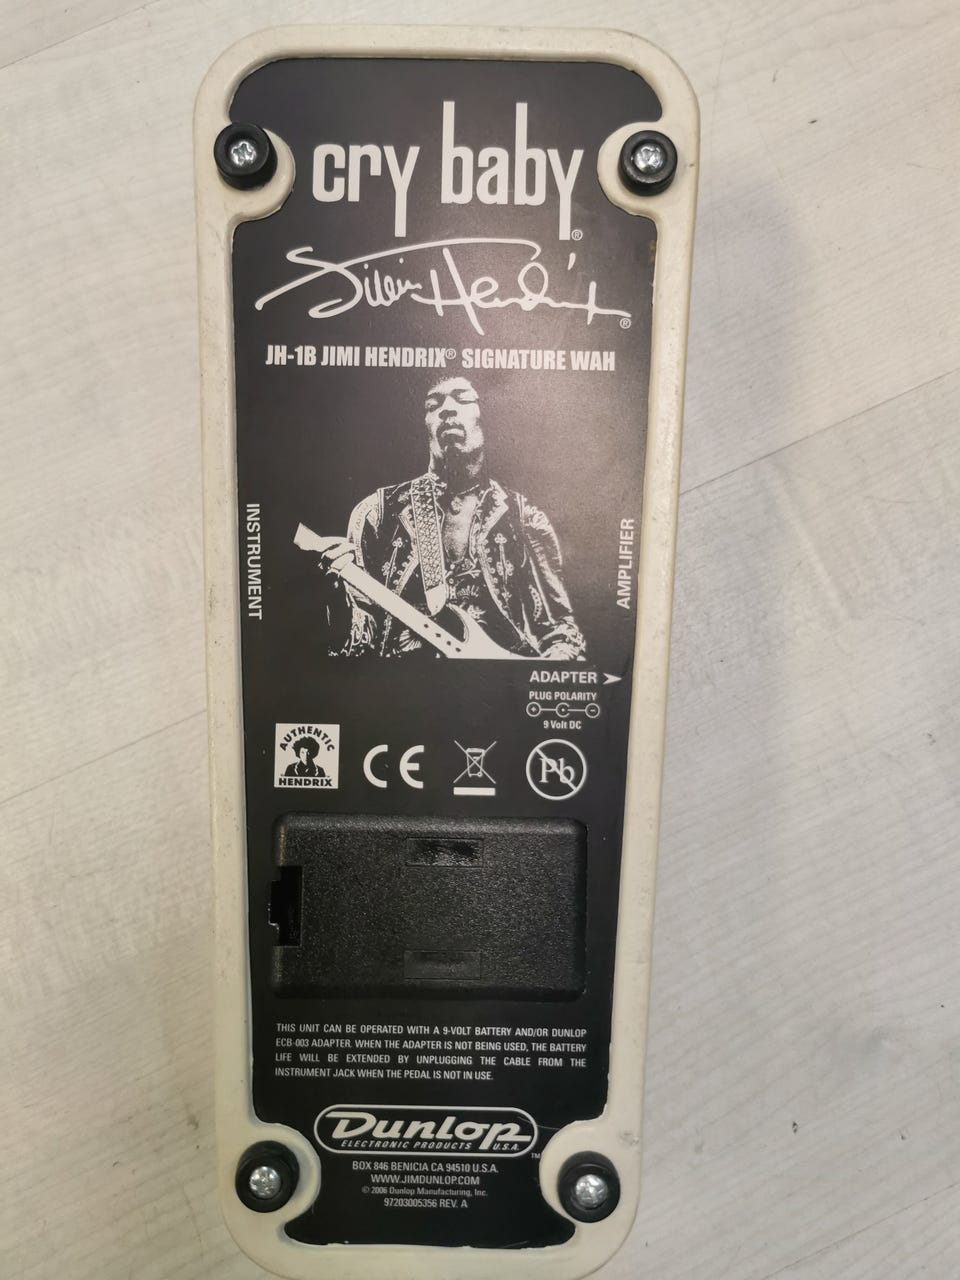 cry baby®
Jimi Hendrix®
JH-1B JIMI HENDRIX® SIGNATURE WAH
INSTRUMENT
AMPLIFIER
ADAPTER
PLUG POLARITY
+ C −
9 Volt DC
AUTHENTIC
HENDRIX
CE
Pb
THIS UNIT CAN BE OPERATED WITH A 9-VOLT BATTERY AND/OR DUNLOP
ECB-003 ADAPTER. WHEN THE ADAPTER IS NOT BEING USED, THE BATTERY
LIFE WILL BE EXTENDED BY UNPLUGGING THE CABLE FROM THE
INSTRUMENT JACK WHEN THE PEDAL IS NOT IN USE.
Dunlop
ELECTRONIC PRODUCTS U.S.A. ™
BOX 846 BENICIA CA 94510 U.S.A.
WWW.JIMDUNLOP.COM
© 2006 Dunlop Manufacturing, Inc.
97203005356 REV. A